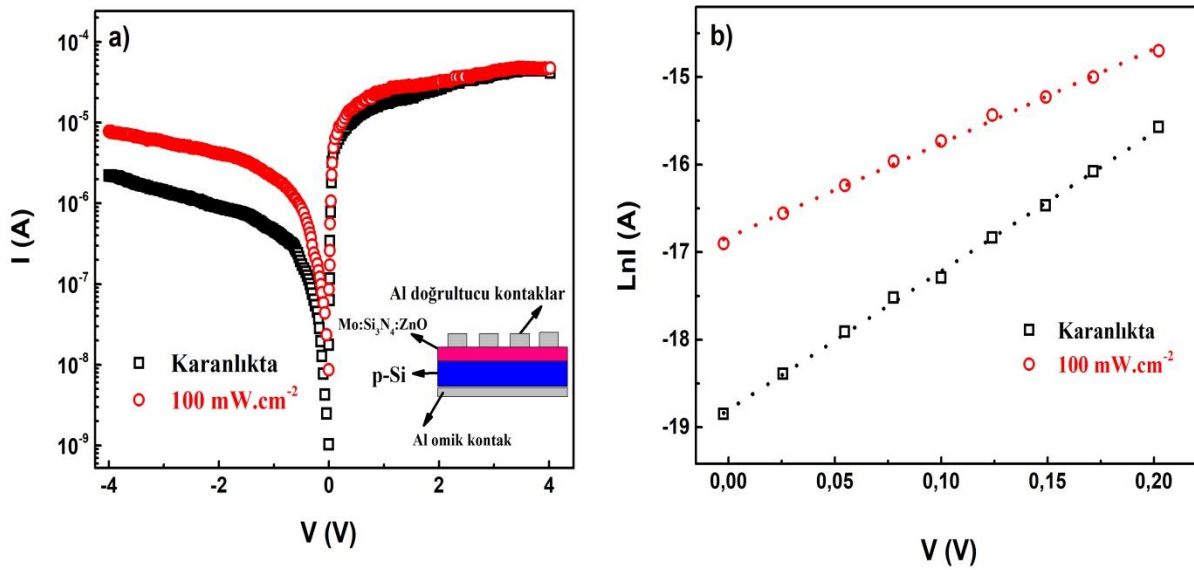 a)
10⁻⁴
10⁻⁵
10⁻⁶
10⁻⁷
10⁻⁸
10⁻⁹
I (A)
-4
-2
0
2
4
V (V)
Karanlıkta
100 mW.cm⁻²
Al doğrultucu kontaklar
Mo:Si₃N₄:ZnO
p-Si
Al omik kontak
b)
-15
-16
-17
-18
-19
LnI (A)
0,00
0,05
0,10
0,15
0,20
V (V)
Karanlıkta
100 mW.cm⁻²